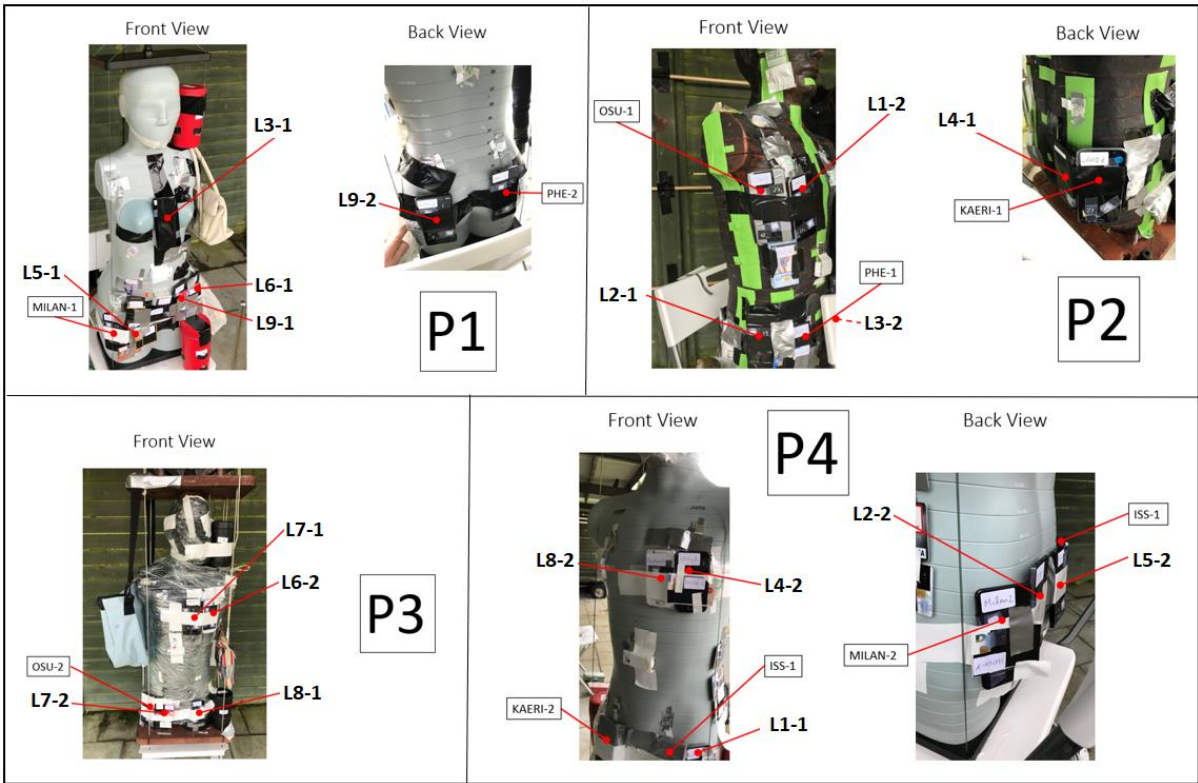 Front View
Back View
L3-1
L9-2
PHE-2
L5-1
MILAN-1
L6-1
L9-1
P1
Front View
Back View
OSU-1
L1-2
L4-1
KAERI-1
PHE-1
L2-1
L3-2
P2
Front View
L7-1
L6-2
OSU-2
L7-2
L8-1
P3
Front View
P4
Back View
L8-2
L4-2
L2-2
ISS-1
L5-2
Milan2
MILAN-2
KAERI-2
ISS-1
L1-1